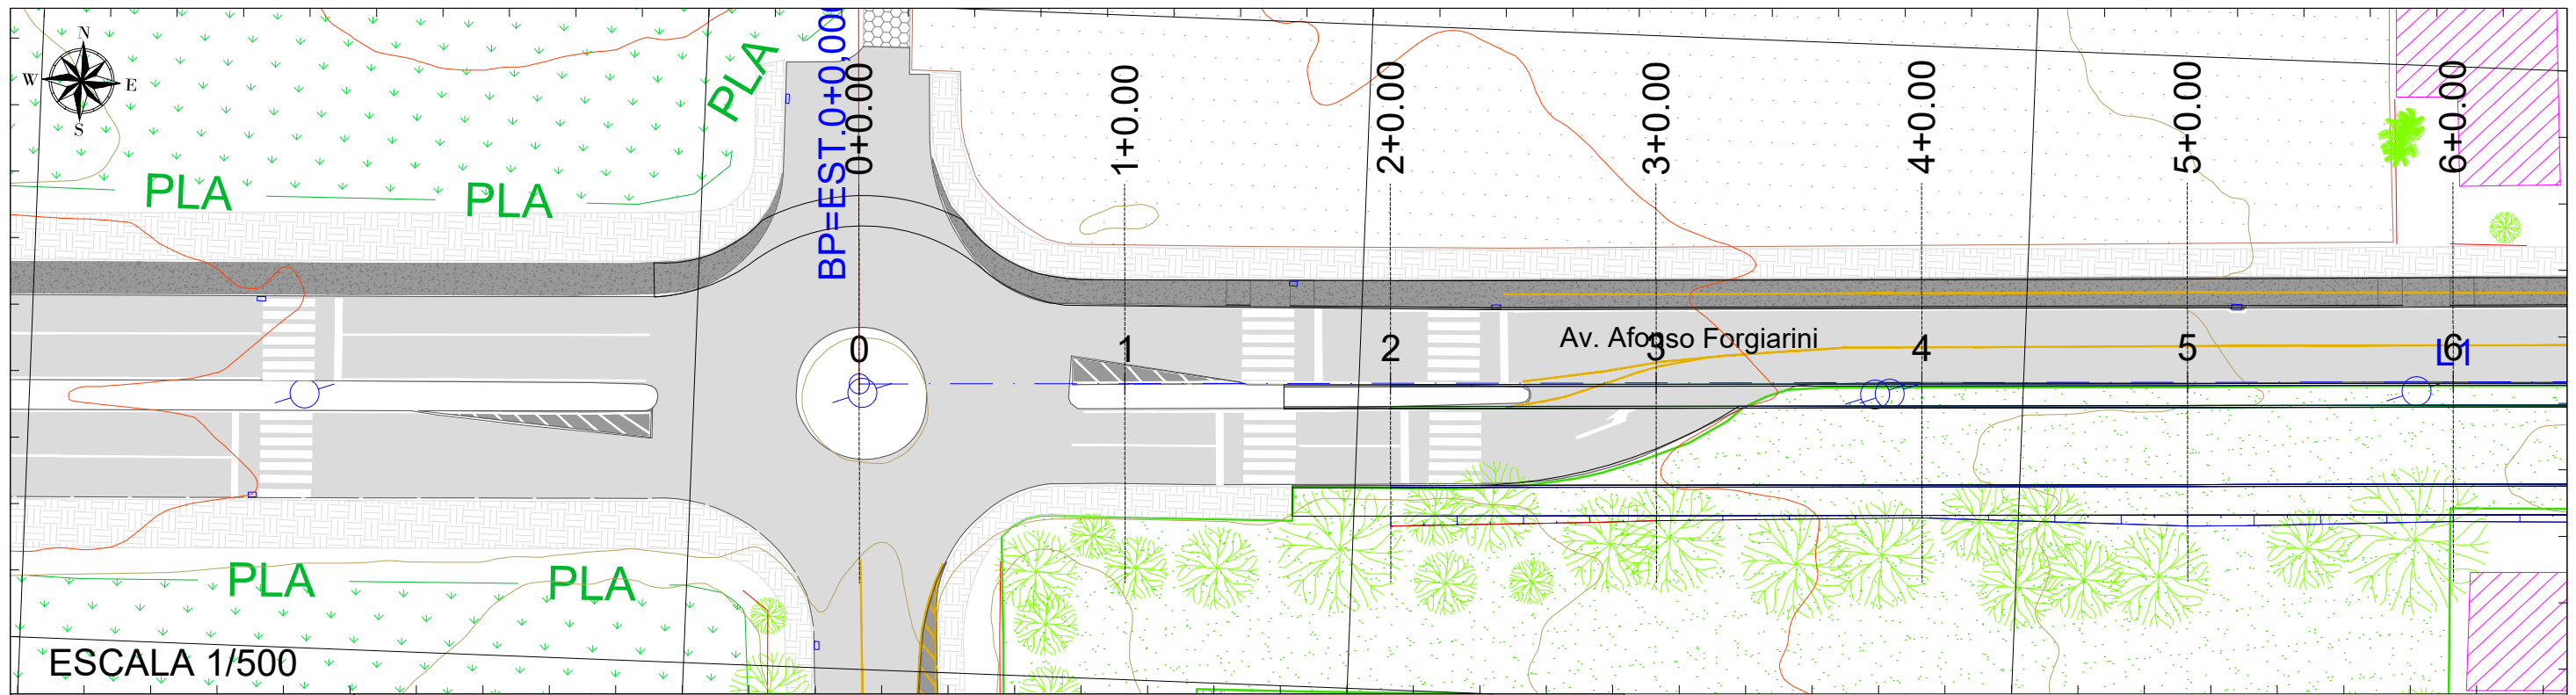 N
W
E
S
PLA
BP=EST.0+0,00
0+0.00
1+0.00
2+0.00
3+0.00
4+0.00
5+0.00
6+0.00
PLA
PLA
Av. Afonso Forgiarini
0
1
2
3
4
5
6
L1
PLA
PLA
ESCALA 1/500